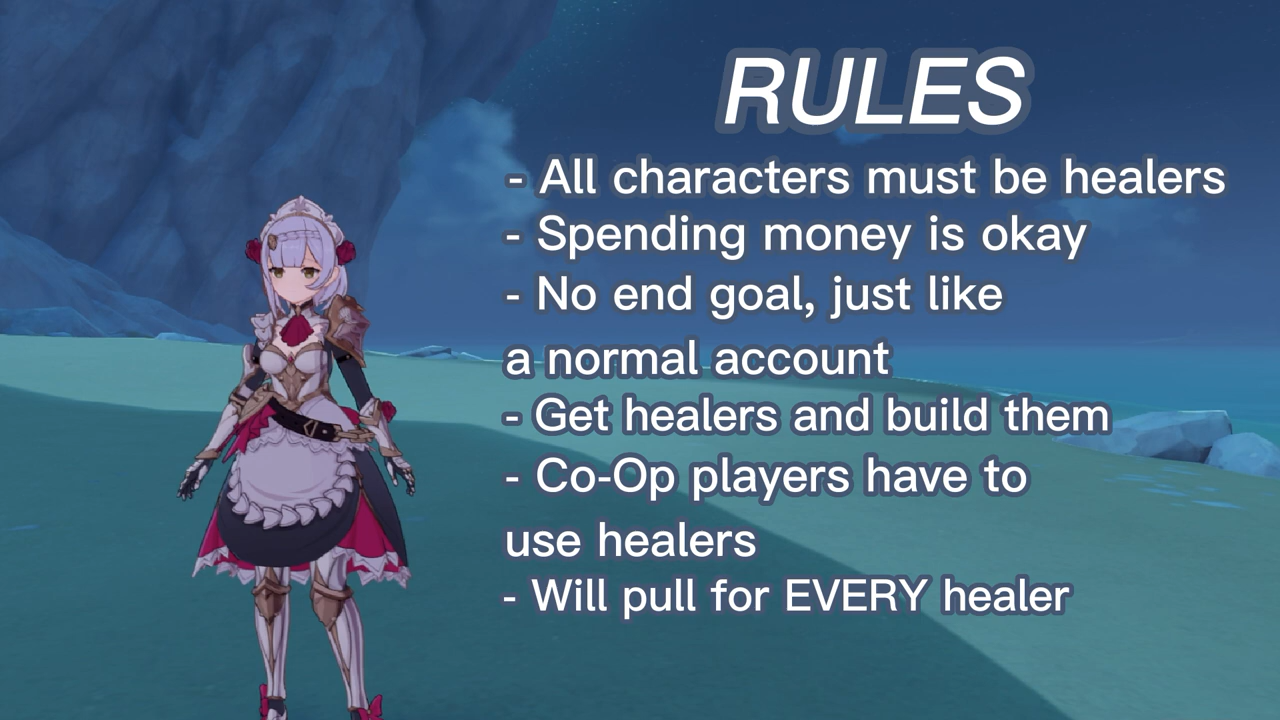 RULES
- All characters must be healers
- Spending money is okay
- No end goal, just like
a normal account
- Get healers and build them
- Co-Op players have to
use healers
- Will pull for EVERY healer